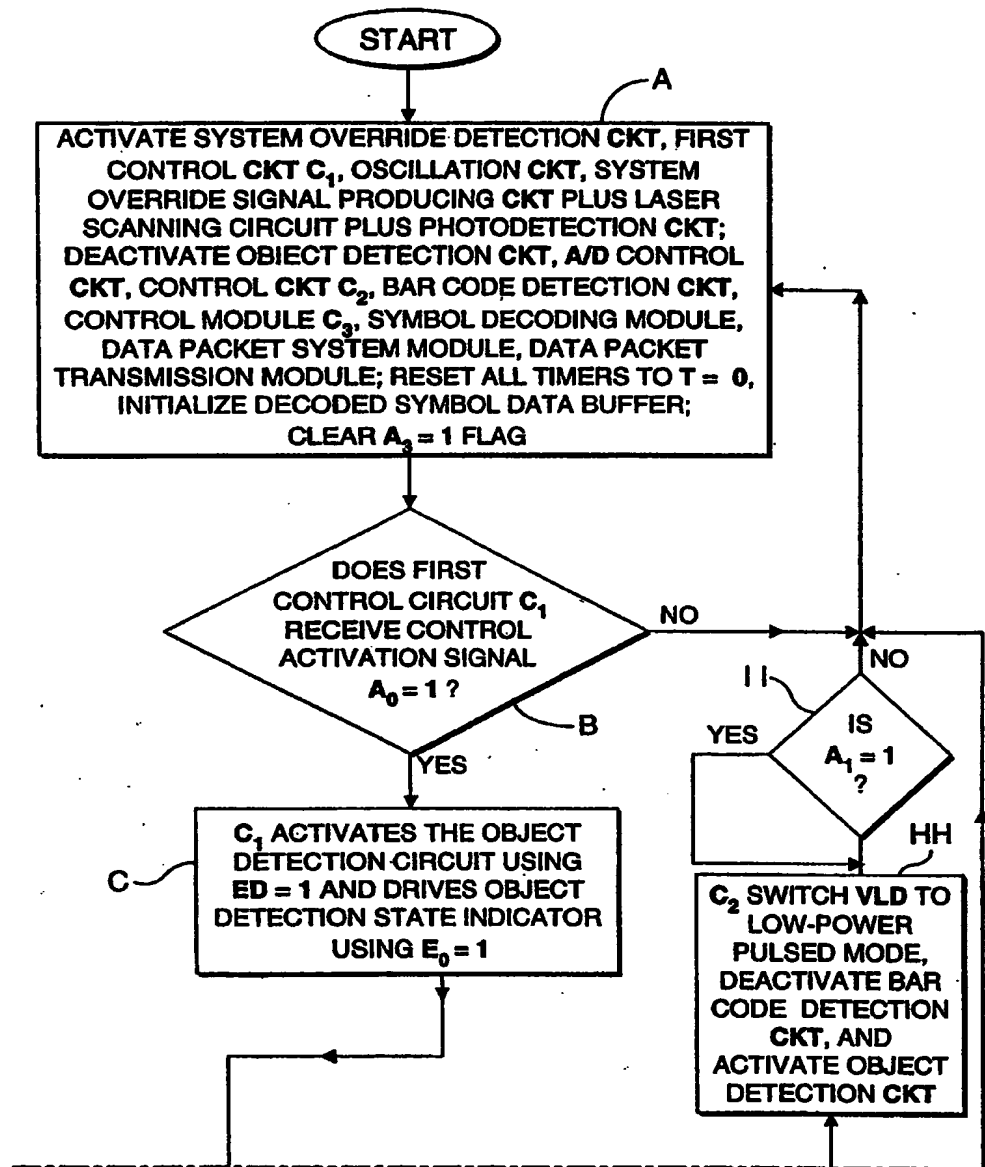 START
A
ACTIVATE SYSTEM OVERRIDE DETECTION CKT, FIRST
CONTROL CKT C₁, OSCILLATION CKT, SYSTEM
OVERRIDE SIGNAL PRODUCING CKT PLUS LASER
SCANNING CIRCUIT PLUS PHOTODETECTION CKT;
DEACTIVATE OBIECT DETECTION CKT, A/D CONTROL
CKT, CONTROL CKT C₂, BAR CODE DETECTION CKT,
CONTROL MODULE C₃, SYMBOL DECODING MODULE,
DATA PACKET SYSTEM MODULE, DATA PACKET
TRANSMISSION MODULE; RESET ALL TIMERS TO T = 0,
INITIALIZE DECODED SYMBOL DATA BUFFER;
CLEAR A₃ = 1 FLAG
DOES FIRST
CONTROL CIRCUIT C₁
RECEIVE CONTROL
ACTIVATION SIGNAL
A₀ = 1 ?
NO
B
YES
C₁ ACTIVATES THE OBJECT
DETECTION CIRCUIT USING
ED = 1 AND DRIVES OBJECT
DETECTION STATE INDICATOR
USING E₀ = 1
C
NO
II
YES
IS
A₁ = 1
?
HH
C₂ SWITCH VLD TO
LOW-POWER
PULSED MODE,
DEACTIVATE BAR
CODE DETECTION
CKT, AND
ACTIVATE OBJECT
DETECTION CKT